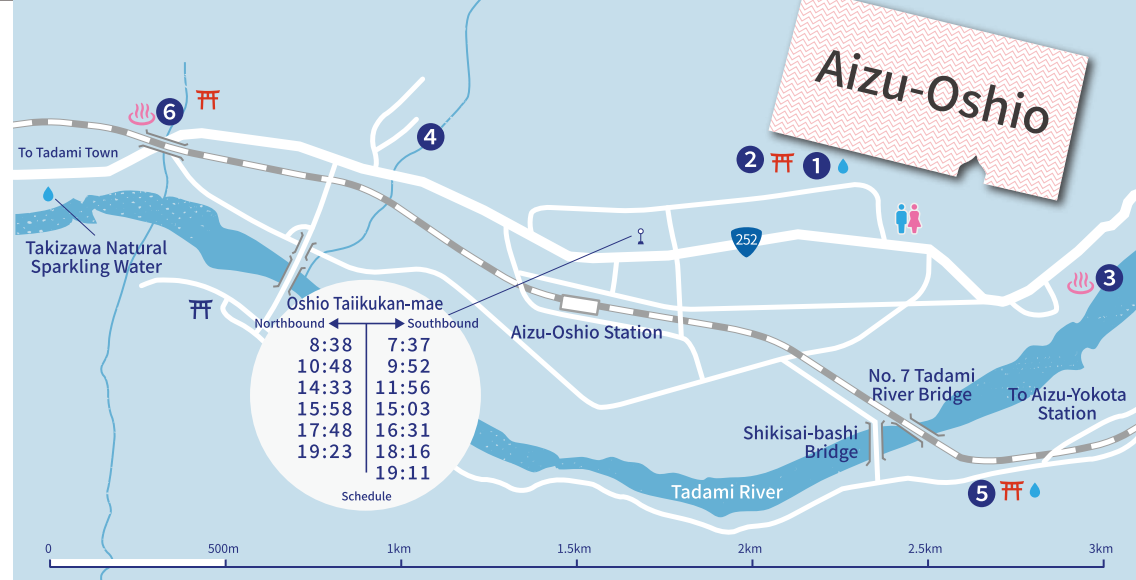 Aizu-Oshio
6
4
2
1
3
5
252
To Tadami Town
Takizawa Natural
Sparkling Water
Oshio Taiikukan-mae
Northbound
Southbound
8:38 7:37
10:48 9:52
14:33 11:56
15:58 15:03
17:48 16:31
19:23 18:16
19:11
Schedule
Aizu-Oshio Station
No. 7 Tadami
River Bridge
To Aizu-Yokota
Station
Shikisai-bashi
Bridge
Tadami River
0 500m 1km 1.5km 2km 2.5km 3km